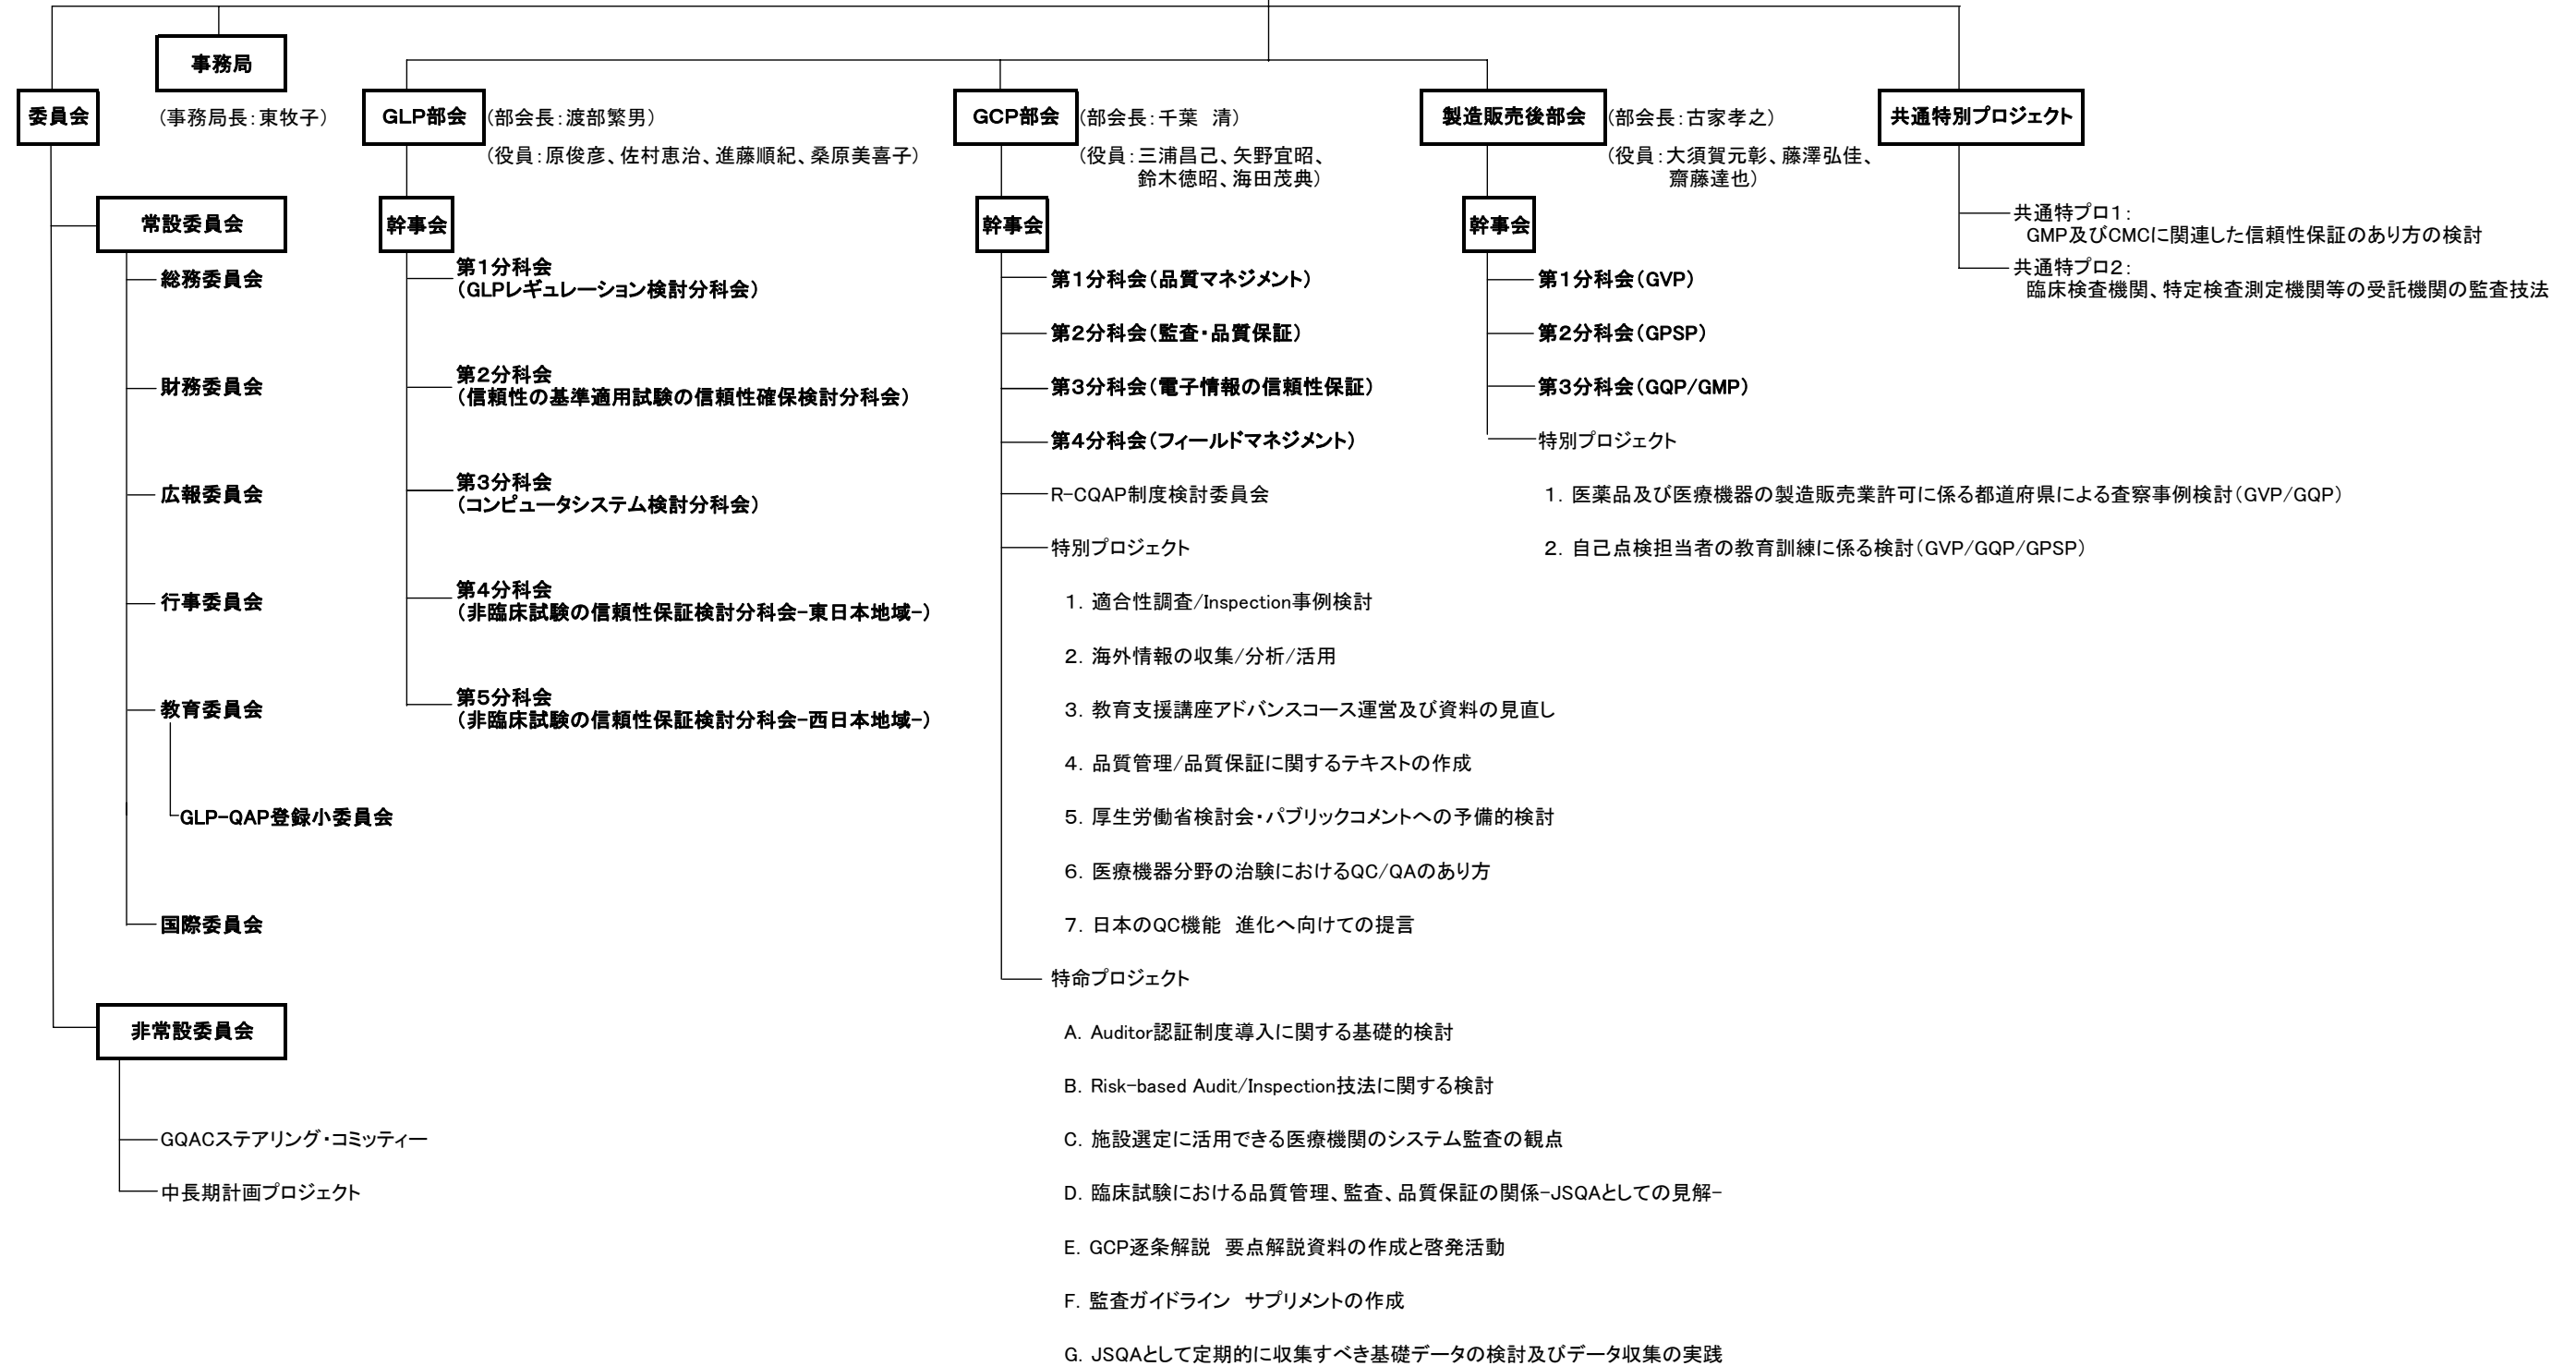 事務局
(事務局長：東牧子)
委員会
常設委員会
総務委員会
財務委員会
広報委員会
行事委員会
教育委員会
GLP-QAP登録小委員会
国際委員会
非常設委員会
GQACステアリング・コミッティー
中長期計画プロジェクト
GLP部会
(部会長：渡部繁男)
(役員：原俊彦、佐村恵治、進藤順紀、桑原美喜子)
幹事会
第1分科会
(GLPレギュレーション検討分科会)
第2分科会
(信頼性の基準適用試験の信頼性確保検討分科会)
第3分科会
(コンピュータシステム検討分科会)
第4分科会
(非臨床試験の信頼性保証検討分科会-東日本地域-)
第5分科会
(非臨床試験の信頼性保証検討分科会-西日本地域-)
GCP部会
(部会長：千葉　清)
(役員：三浦昌己、矢野宜昭、
鈴木徳昭、海田茂典)
幹事会
第1分科会(品質マネジメント)
第2分科会(監査・品質保証)
第3分科会(電子情報の信頼性保証)
第4分科会(フィールドマネジメント)
R-CQAP制度検討委員会
特別プロジェクト
1. 適合性調査/Inspection事例検討
2. 海外情報の収集/分析/活用
3. 教育支援講座アドバンスコース運営及び資料の見直し
4. 品質管理/品質保証に関するテキストの作成
5. 厚生労働省検討会・パブリックコメントへの予備的検討
6. 医療機器分野の治験におけるQC/QAのあり方
7. 日本のQC機能　進化へ向けての提言
特命プロジェクト
A. Auditor認証制度導入に関する基礎的検討
B. Risk-based Audit/Inspection技法に関する検討
C. 施設選定に活用できる医療機関のシステム監査の観点
D. 臨床試験における品質管理、監査、品質保証の関係-JSQAとしての見解-
E. GCP逐条解説　要点解説資料の作成と啓発活動
F. 監査ガイドライン　サプリメントの作成
G. JSQAとして定期的に収集すべき基礎データの検討及びデータ収集の実践
製造販売後部会
(部会長：古家孝之)
(役員：大須賀元彰、藤澤弘佳、
齋藤達也)
幹事会
第1分科会(GVP)
第2分科会(GPSP)
第3分科会(GQP/GMP)
特別プロジェクト
1. 医薬品及び医療機器の製造販売業許可に係る都道府県による査察事例検討(GVP/GQP)
2. 自己点検担当者の教育訓練に係る検討(GVP/GQP/GPSP)
共通特別プロジェクト
共通特プロ1：
GMP及びCMCに関連した信頼性保証のあり方の検討
共通特プロ2：
臨床検査機関、特定検査測定機関等の受託機関の監査技法